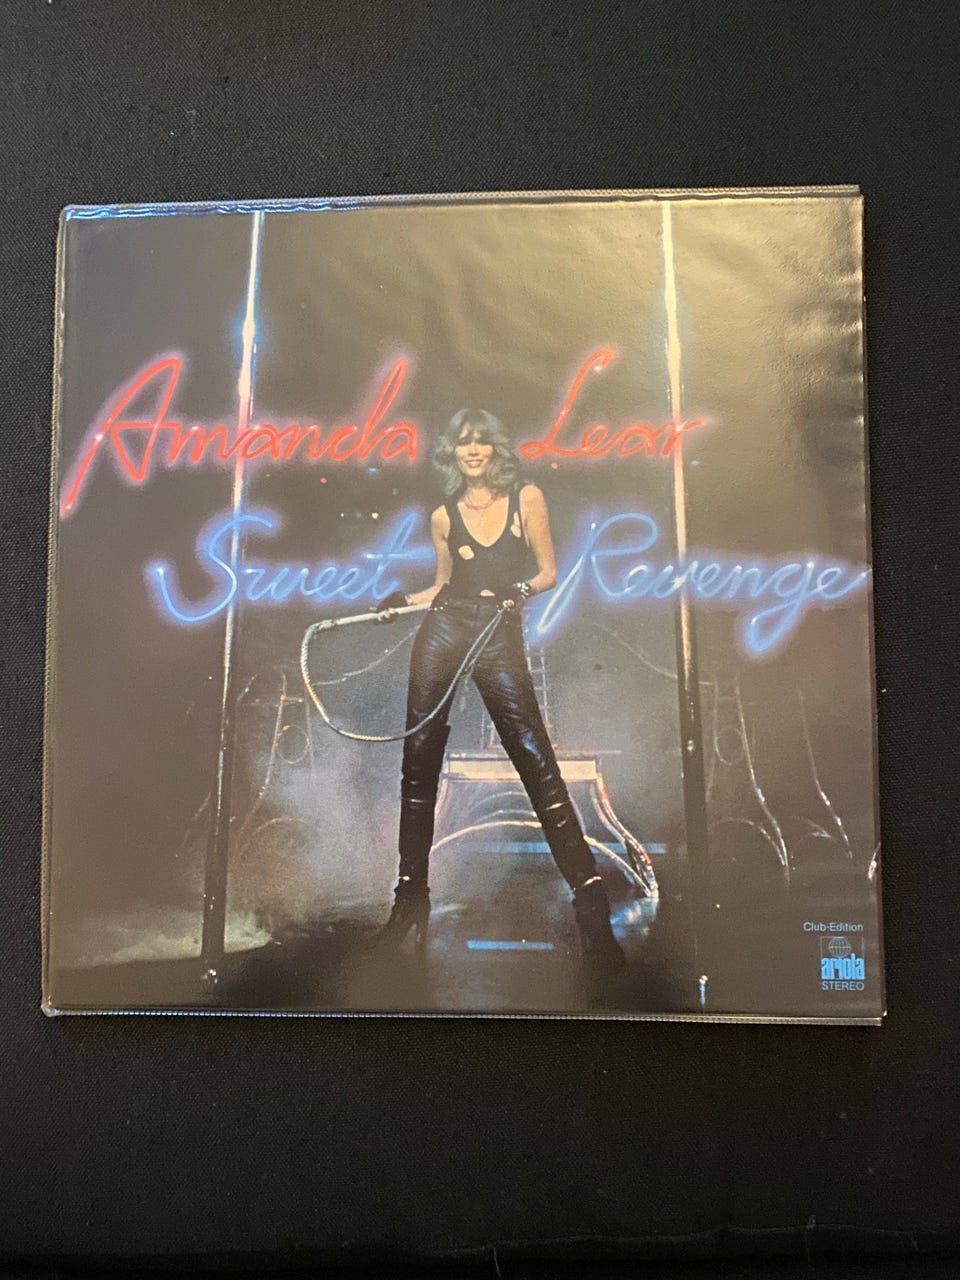 Amanda Lear
Sweet Revenge
Club-Edition
ariola
STEREO